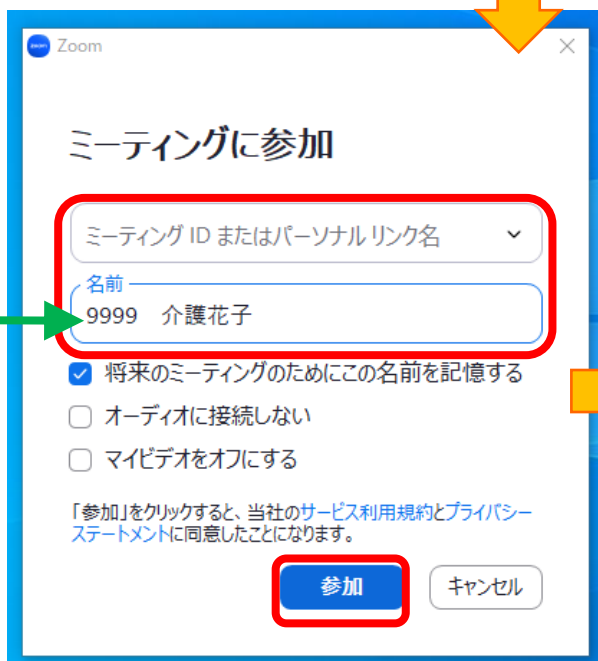 Zoom
ミーティングに参加
ミーティング ID またはパーソナル リンク名
名前
9999　介護花子
将来のミーティングのためにこの名前を記憶する
オーディオに接続しない
マイビデオをオフにする
「参加」をクリックすると、当社のサービス利用規約とプライバシー
ステートメントに同意したことになります。
参加
キャンセル